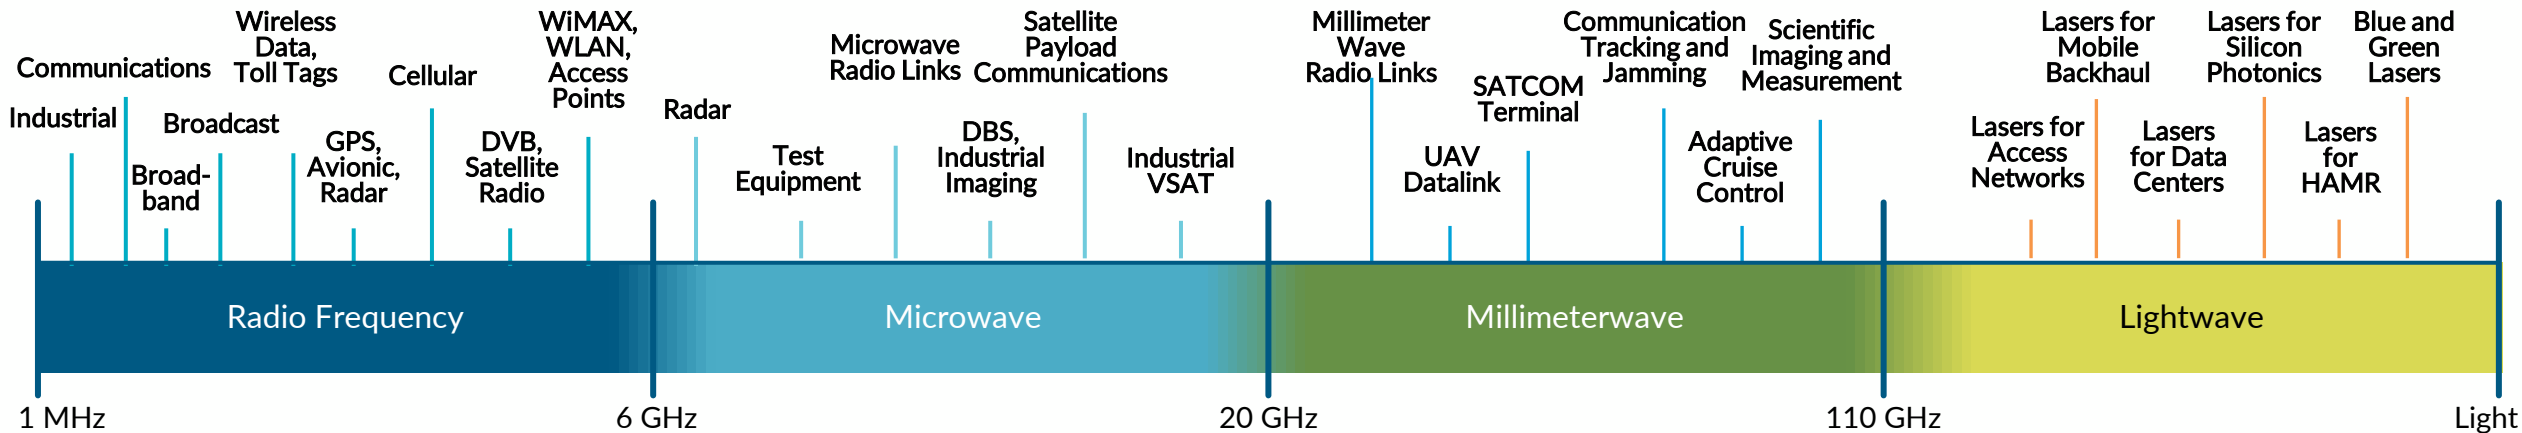 Industrial
Communications
Broad-
band
Broadcast
Wireless
Data,
Toll Tags
GPS,
Avionic,
Radar
Cellular
DVB,
Satellite
Radio
WiMAX,
WLAN,
Access
Points
Radar
Test
Equipment
Microwave
Radio Links
DBS,
Industrial
Imaging
Satellite
Payload
Communications
Industrial
VSAT
Millimeter
Wave
Radio Links
UAV
Datalink
SATCOM
Terminal
Communication
Tracking and
Jamming
Adaptive
Cruise
Control
Scientific
Imaging and
Measurement
Lasers for
Access
Networks
Lasers for
Mobile
Backhaul
Lasers
for Data
Centers
Lasers for
Silicon
Photonics
Lasers
for
HAMR
Blue and
Green
Lasers
Radio Frequency
Microwave
Millimeterwave
Lightwave
1 MHz
6 GHz
20 GHz
110 GHz
Light